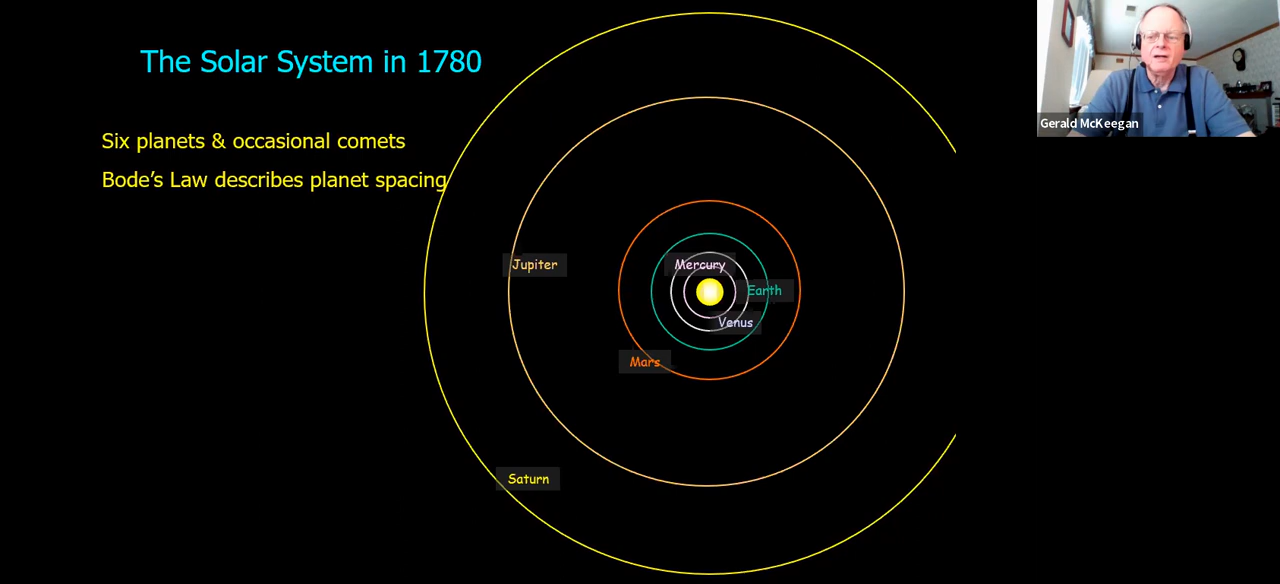 The Solar System in 1780
Six planets & occasional comets
Bode's Law describes planet spacing
Gerald McKeegan
Jupiter
Mercury
Earth
Venus
Mars
Saturn